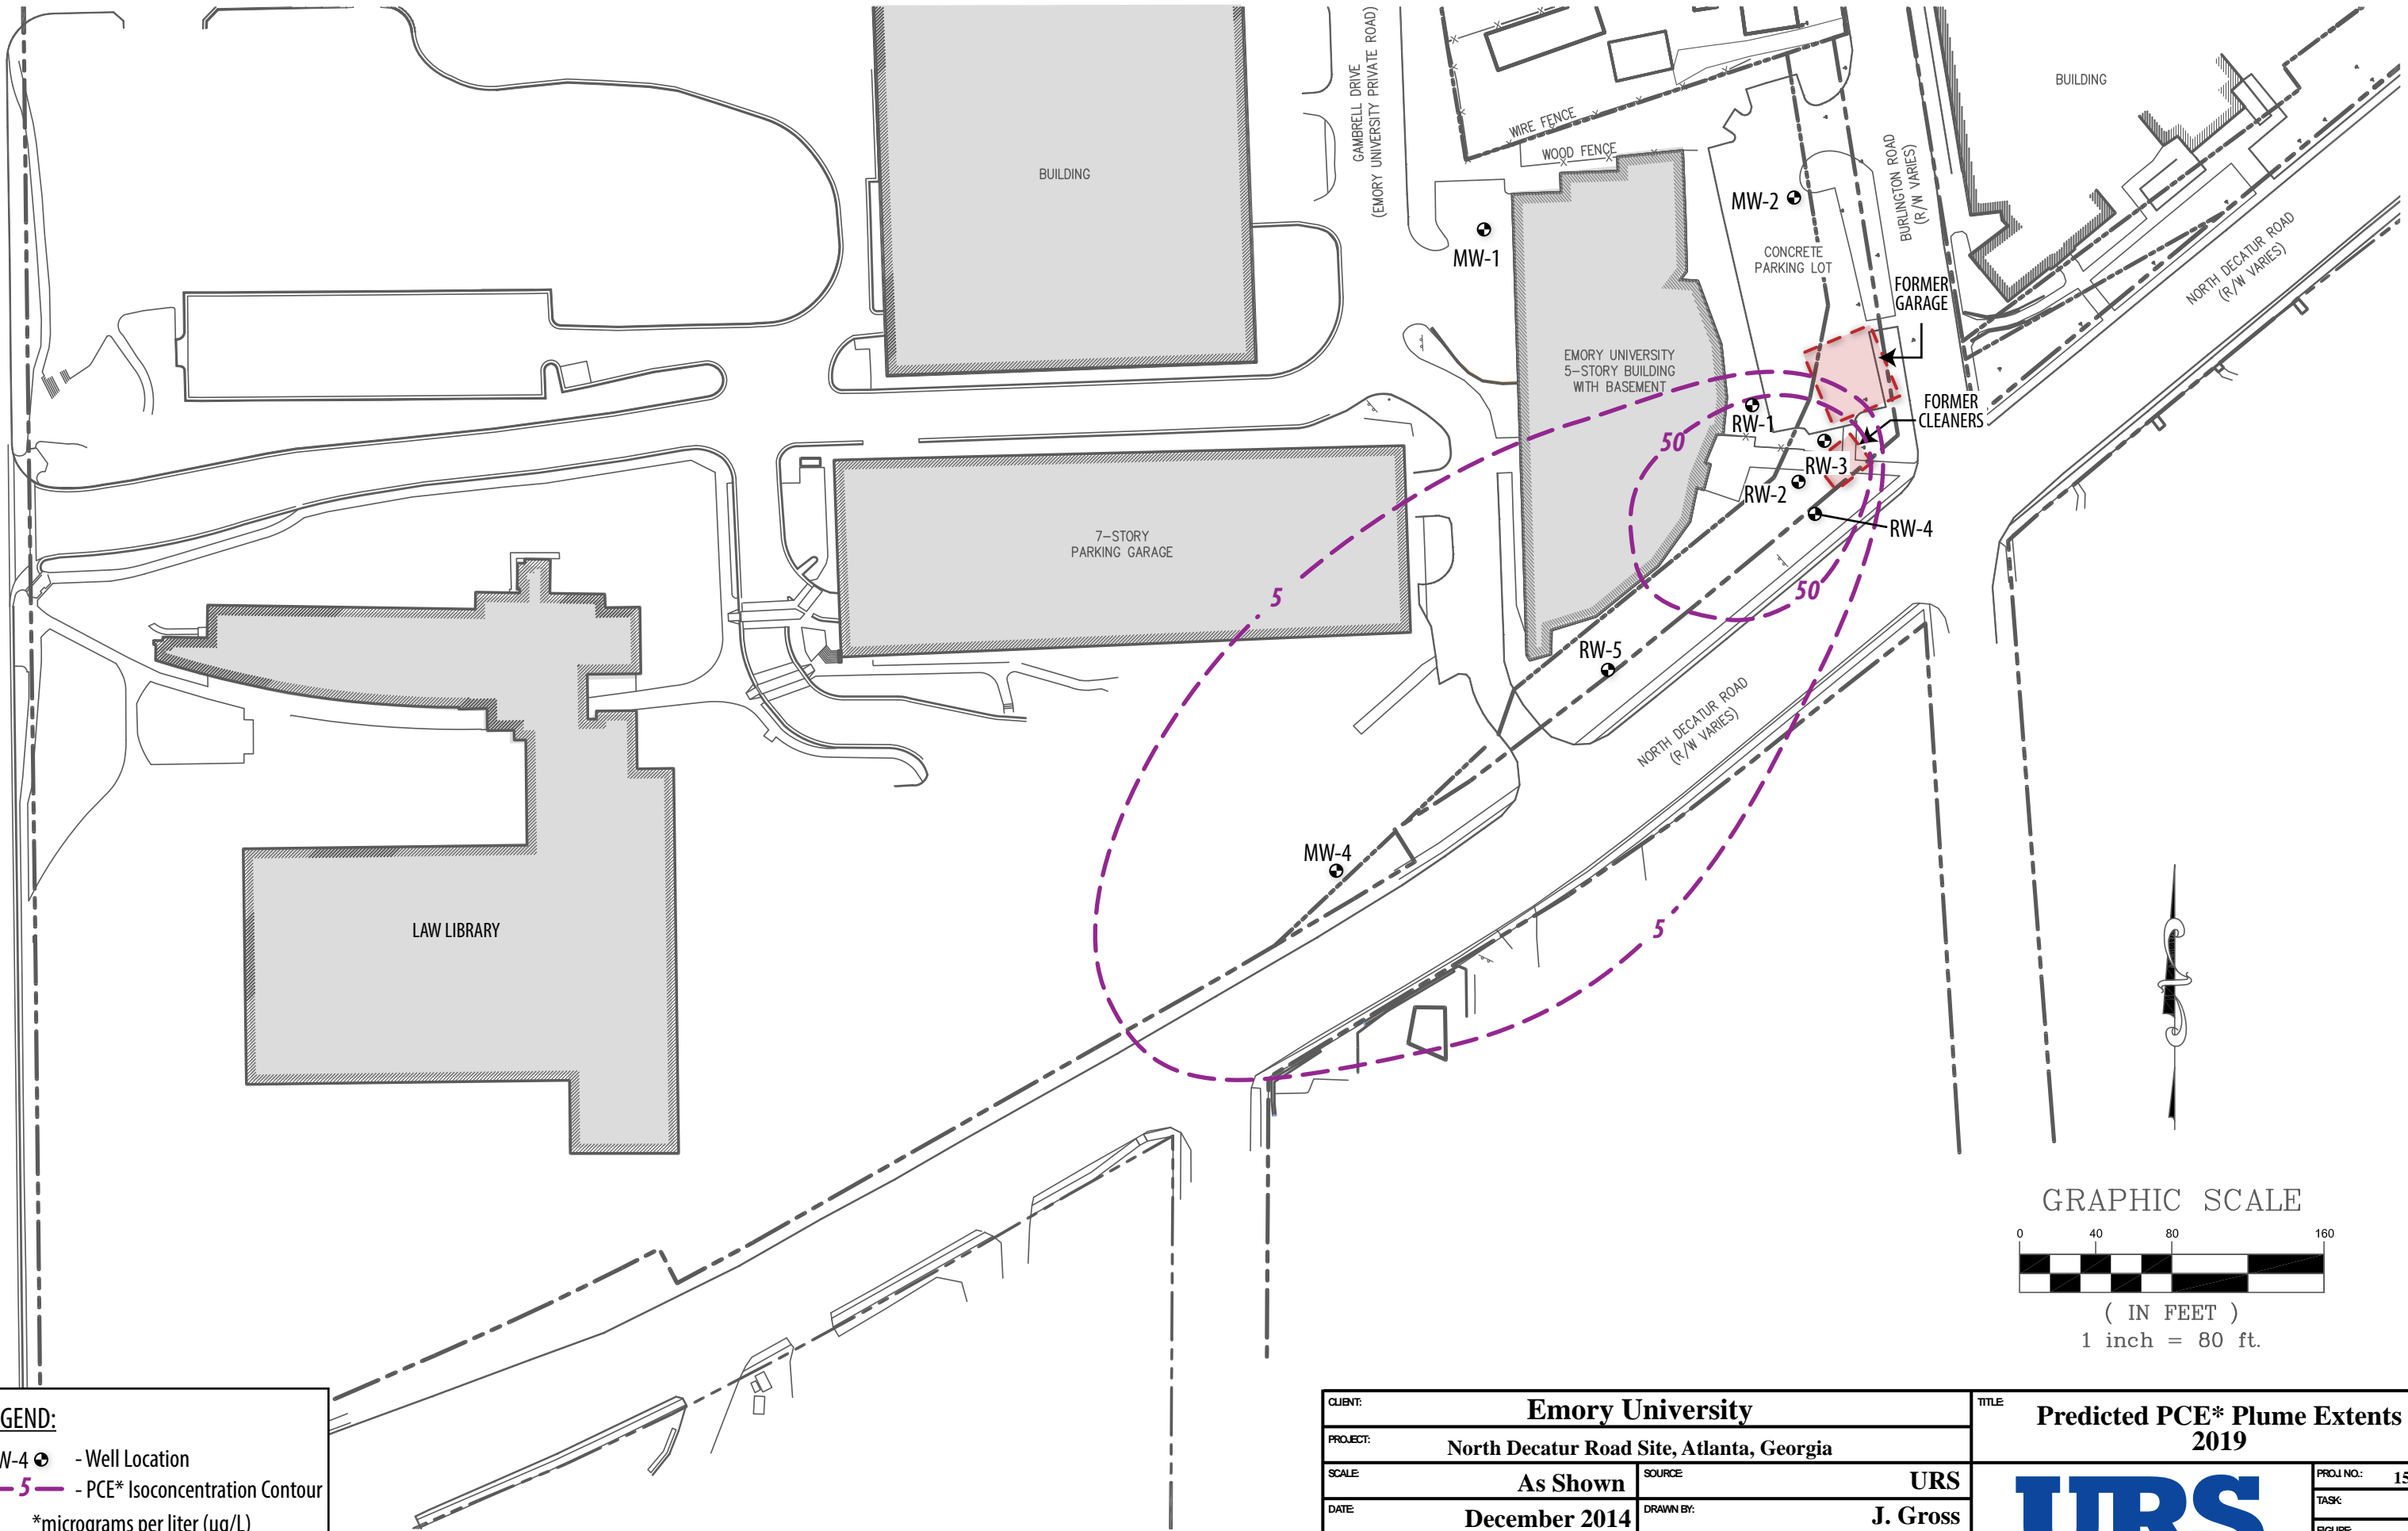 GAMBRELL DRIVE
(EMORY UNIVERSITY PRIVATE ROAD)
BUILDING
WIRE FENCE
WOOD FENCE
BUILDING
MW-1
MW-2
CONCRETE
PARKING LOT
BURLINGTON ROAD
(R/W VARIES)
NORTH DECATUR ROAD
(R/W VARIES)
FORMER
GARAGE
FORMER
CLEANERS
EMORY UNIVERSITY
5-STORY BUILDING
WITH BASEMENT
RW-1
50
RW-3
RW-2
RW-4
50
7-STORY
PARKING GARAGE
5
RW-5
NORTH DECATUR ROAD
(R/W VARIES)
MW-4
5
LAW LIBRARY
GRAPHIC SCALE
0 40 80 160
( IN FEET )
1 inch = 80 ft.
GEND:
W-4 - Well Location
5 - PCE* Isoconcentration Contour
*micrograms per liter (ug/L)
CLIENT: Emory University
PROJECT: North Decatur Road Site, Atlanta, Georgia
SCALE: As Shown
SOURCE: URS
DATE: December 2014
DRAWN BY: J. Gross
TITLE: Predicted PCE* Plume Extents
2019
URS
PROJ. NO.: 15
TASK:
FIGURE: